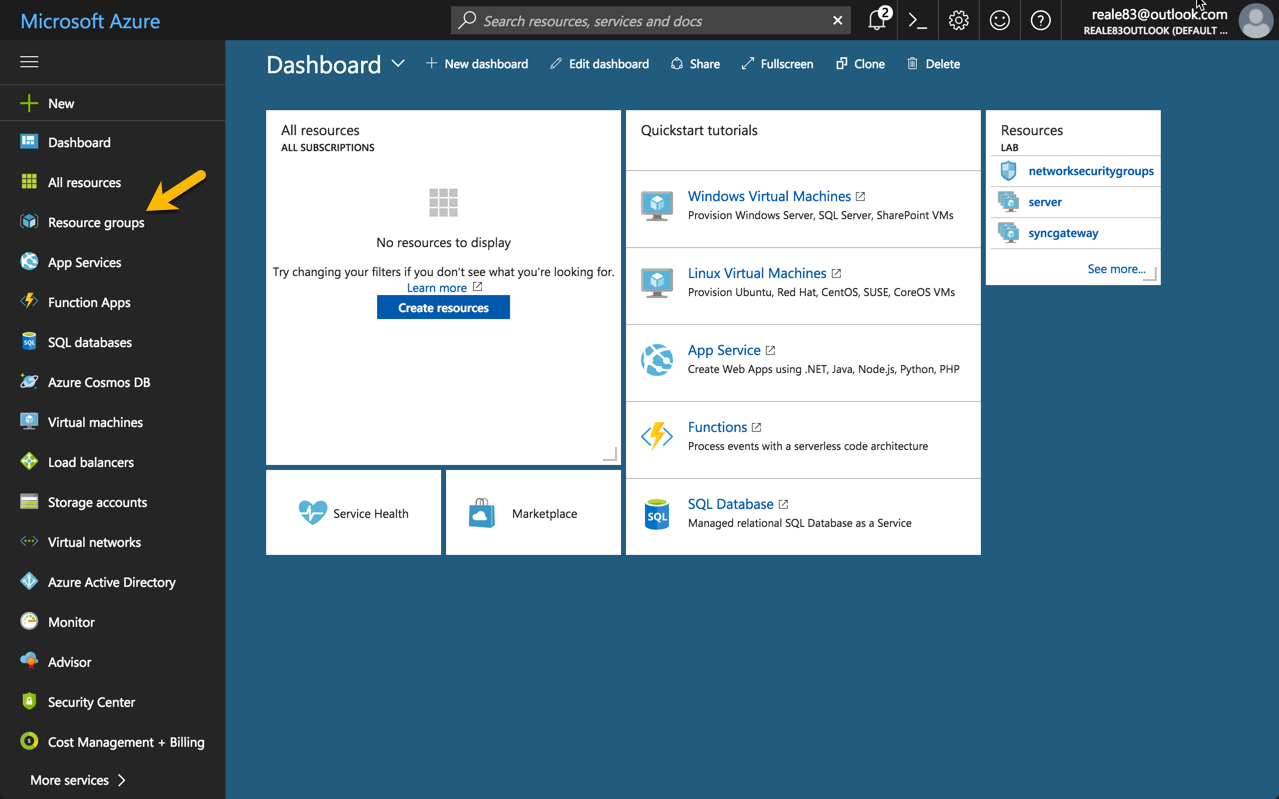 Microsoft Azure
Search resources, services and docs
2
reale83@outlook.com
REALE83OUTLOOK (DEFAULT ...
New
Dashboard
All resources
Resource groups
App Services
Function Apps
SQL databases
Azure Cosmos DB
Virtual machines
Load balancers
Storage accounts
Virtual networks
Azure Active Directory
Monitor
Advisor
Security Center
Cost Management + Billing
More services
Dashboard
New dashboard
Edit dashboard
Share
Fullscreen
Clone
Delete
All resources
ALL SUBSCRIPTIONS
No resources to display
Try changing your filters if you don't see what you're looking for.
Learn more
Create resources
Service Health
Marketplace
Quickstart tutorials
Windows Virtual Machines
Provision Windows Server, SQL Server, SharePoint VMs
Linux Virtual Machines
Provision Ubuntu, Red Hat, CentOS, SUSE, CoreOS VMs
App Service
Create Web Apps using .NET, Java, Node.js, Python, PHP
Functions
Process events with a serverless code architecture
SQL
SQL Database
Managed relational SQL Database as a Service
Resources
LAB
networksecuritygroups
server
syncgateway
See more...